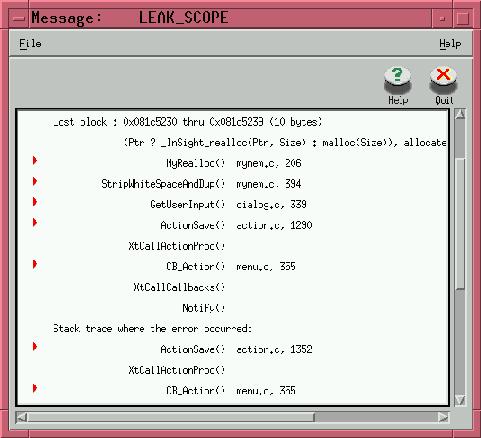 Message: LEAK_SCOPE
File Help
Help Quit
Lost block : 0x081c5230 thru 0x081c5239 (10 bytes)
(Ptr ? _InSight_realloc(Ptr, Size) : malloc(Size)), allocate
MyRealloc() mymem.c, 206
StripWhiteSpaceAndDup() mymem.c, 394
GetUserInput() dialog.c, 339
ActionSave() action.c, 1290
XtCallActionProc()
CB_Action() menu.c, 355
XtCallCallbacks()
Notify()
Stack trace where the error occurred:
ActionSave() action.c, 1352
XtCallActionProc()
CB_Action() menu.c, 355